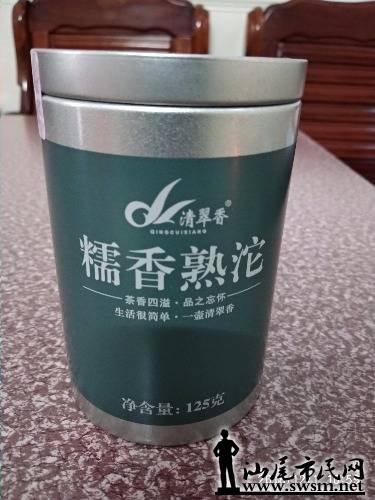 清翠香®
QINGCUIXIANG
糯香熟沱
茶香四溢·品之忘怀
生活很简单·一壶清翠香
净含量：125克
汕尾市民网
www.swsm.net